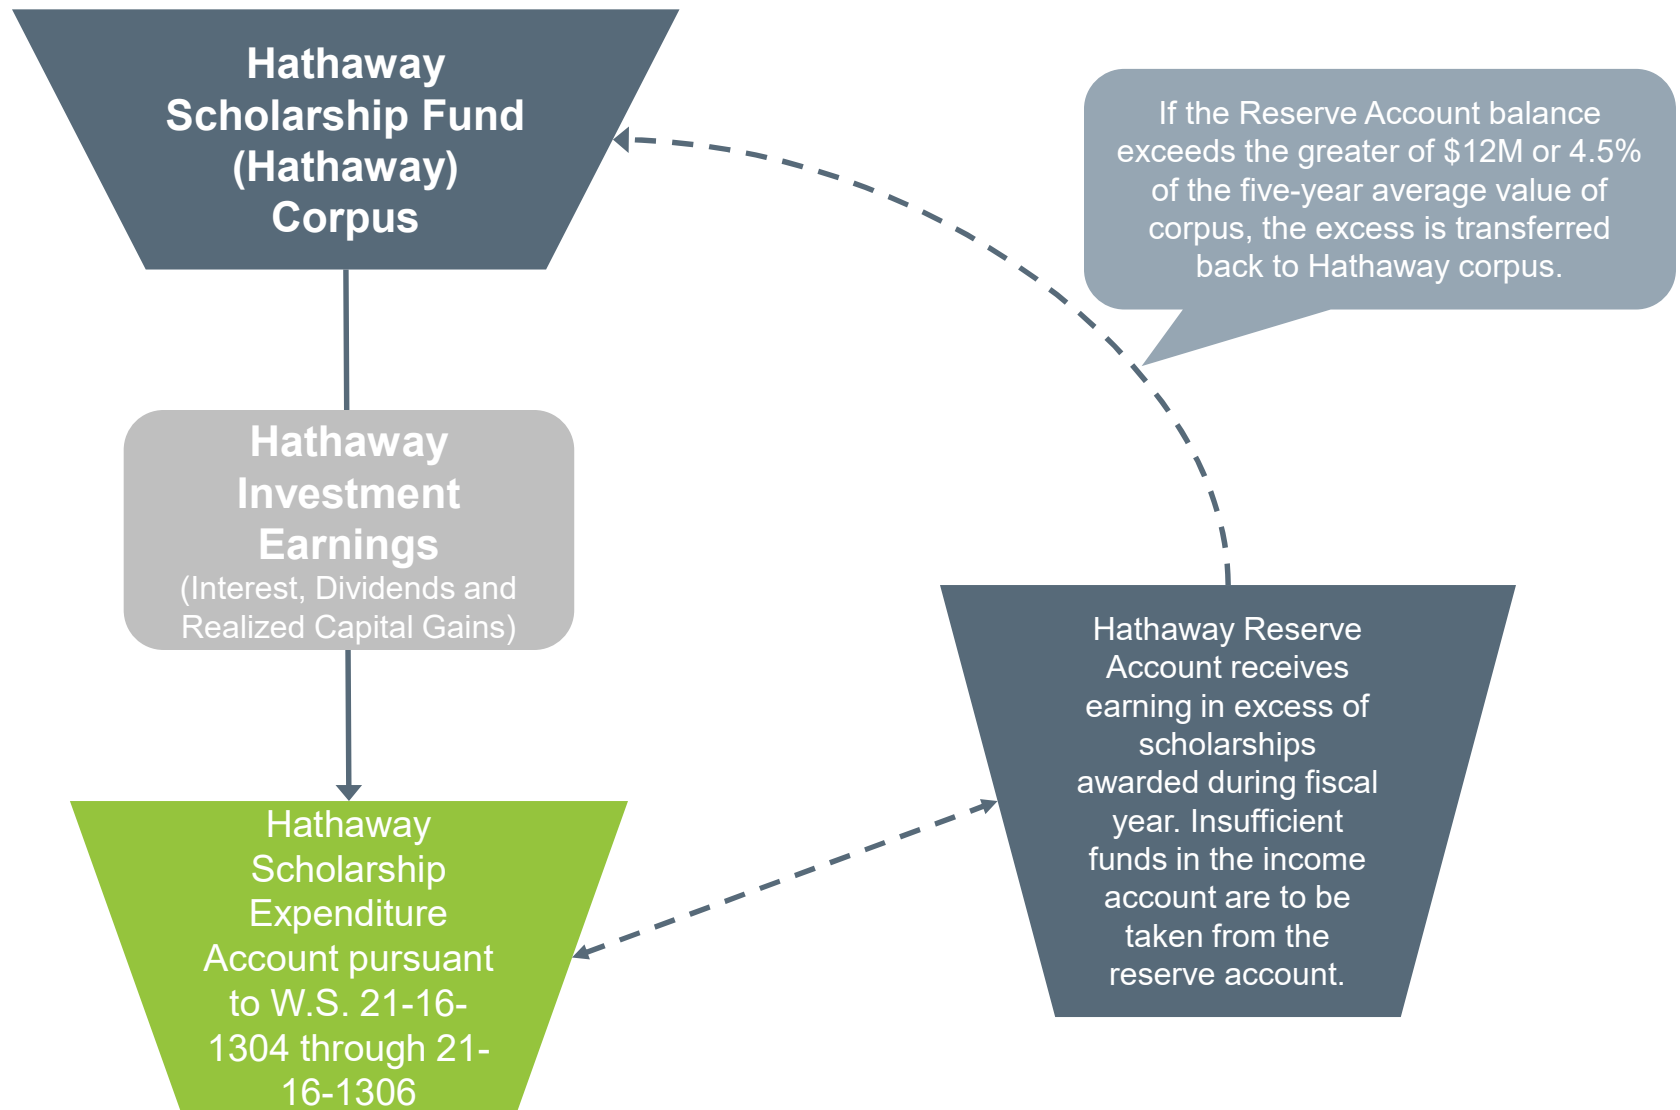 Hathaway
Scholarship Fund
(Hathaway)
Corpus
If the Reserve Account balance
exceeds the greater of $12M or 4.5%
of the five-year average value of
corpus, the excess is transferred
back to Hathaway corpus.
Hathaway
Investment
Earnings
(Interest, Dividends and
Realized Capital Gains)
Hathaway Reserve
Account receives
earning in excess of
scholarships
awarded during fiscal
year. Insufficient
funds in the income
account are to be
taken from the
reserve account.
Hathaway
Scholarship
Expenditure
Account pursuant
to W.S. 21-16-
1304 through 21-
16-1306